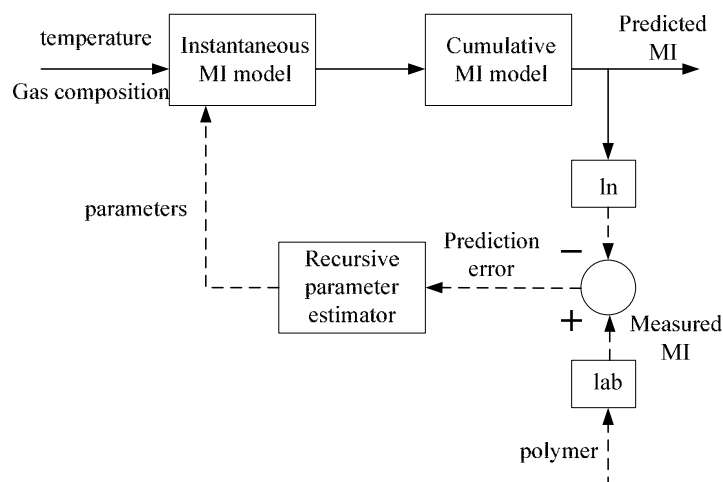 temperature
Gas composition
Instantaneous
MI model
Cumulative
MI model
Predicted
MI
ln
parameters
Recursive
parameter
estimator
Prediction
error
−
+
Measured
MI
lab
polymer